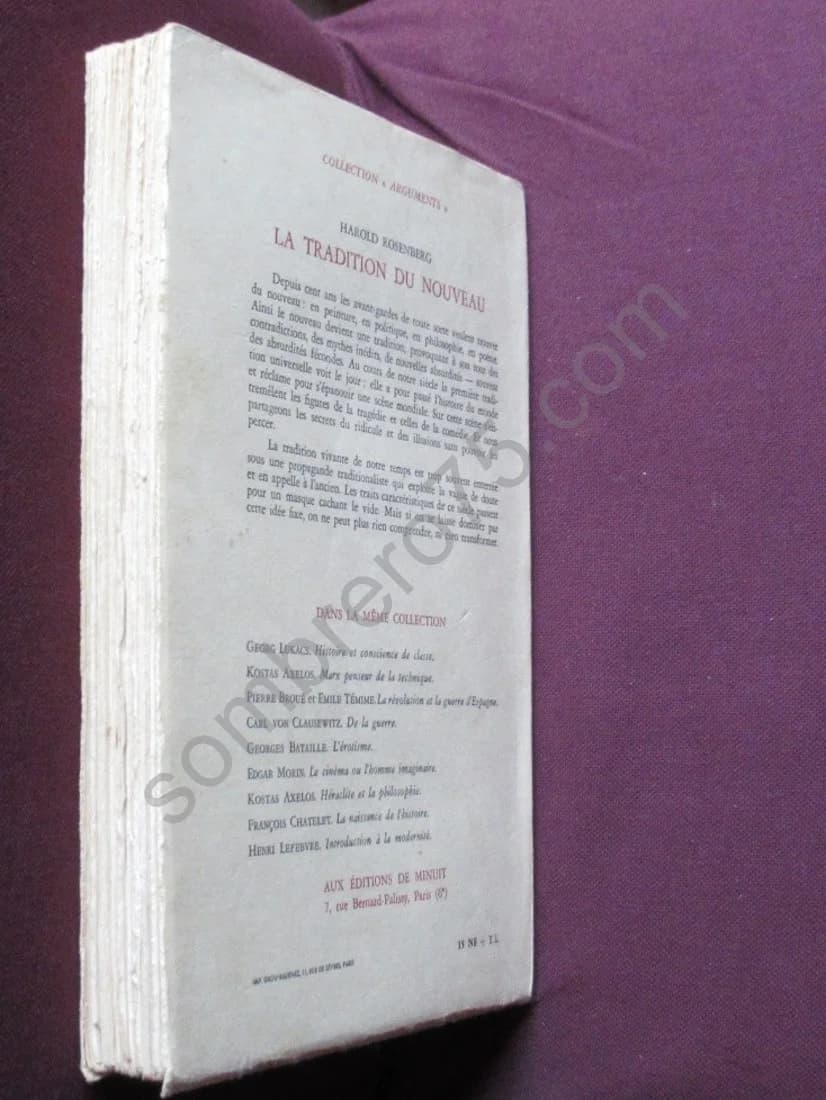 COLLECTION « ARGUMENTS »
HAROLD ROSENBERG
LA TRADITION DU NOUVEAU
Depuis cent ans les avant-gardes de toute sorte veulent trouver
du nouveau : en peinture, en politique, en philosophie, en poésie.
Ainsi le nouveau devient une tradition, provoquant à son tour des
contradictions, des mythes inédits, de nouvelles absurdités — souvent
des absurdités fécondes. Au cours de notre siècle la première tradi-
tion universelle voit le jour : elle a pour passé l'histoire du monde
et réclame pour s'épanouir une scène mondiale. Sur cette scène s'en-
tremêlent les figures de la tragédie et celles de la comédie. Et nous
partageons les secrets du ridicule et des illusions sans pouvoir les
percer.
La tradition vivante de notre temps est trop souvent enterrée
sous une propagande traditionaliste qui exploite la vague de doute
et en appelle à l'ancien. Les traits caractéristiques de ce siècle passent
pour un masque cachant le vide. Mais si on se laisse dominer par
cette idée fixe, on ne peut plus rien comprendre, ni rien transformer.
DANS LA MÊME COLLECTION
GEORG LUKACS. Histoire et conscience de classe.
KOSTAS AXELOS. Marx penseur de la technique.
PIERRE BROUÉ et EMILE TÉMIME. La révolution et la guerre d'Espagne.
CARL VON CLAUSEWITZ. De la guerre.
GEORGES BATAILLE. L'érotisme.
EDGAR MORIN. Le cinéma ou l'homme imaginaire.
KOSTAS AXELOS. Héraclite et la philosophie.
FRANÇOIS CHATELET. La naissance de l'histoire.
HENRI LEFEBVRE. Introduction à la modernité.
AUX ÉDITIONS DE MINUIT
7, rue Bernard-Palissy, Paris (6e)
15 NF + T.L.
PARIS
sombrero75.com